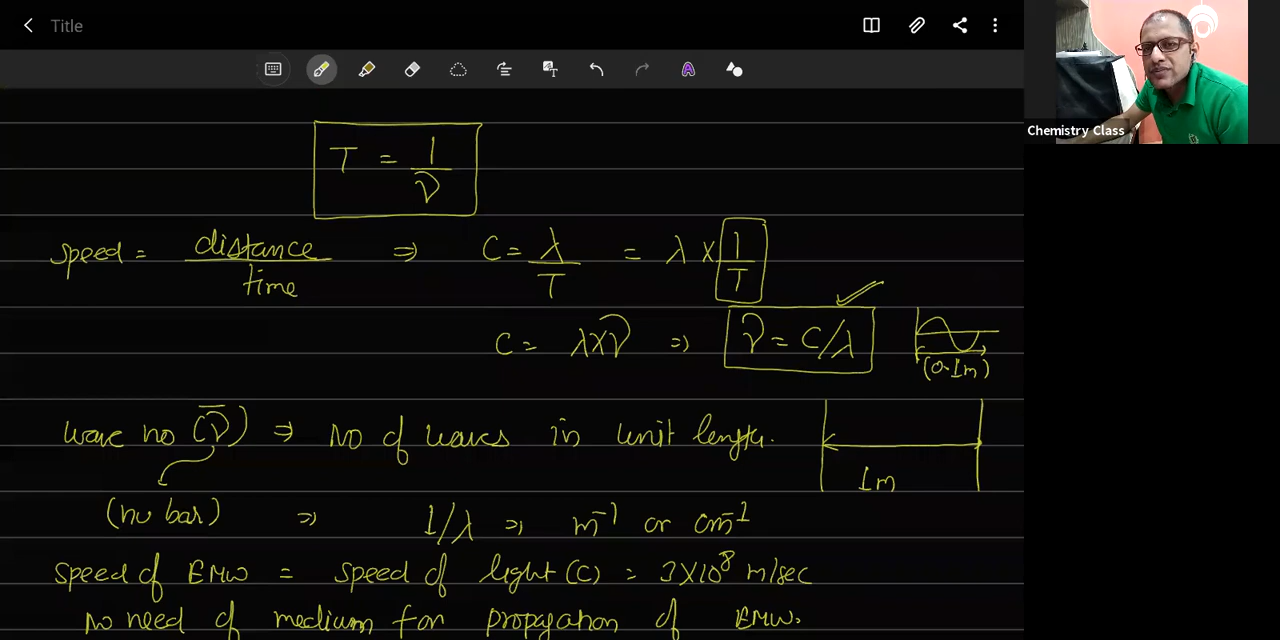 Title
Chemistry Class
T = 1/ν
speed = distance/time ⇒ C = λ/T = λ × 1/T
C = λ×ν ⇒ ν = C/λ
(0.1m)
wave no (ν̅) ⇒ No of waves in unit length.
1m
(nu bar) ⇒ 1/λ ⇒ m⁻¹ or cm⁻¹
speed of EMW = speed of light (C) = 3×10⁸ m/sec
No need of medium for propagation of EMW.